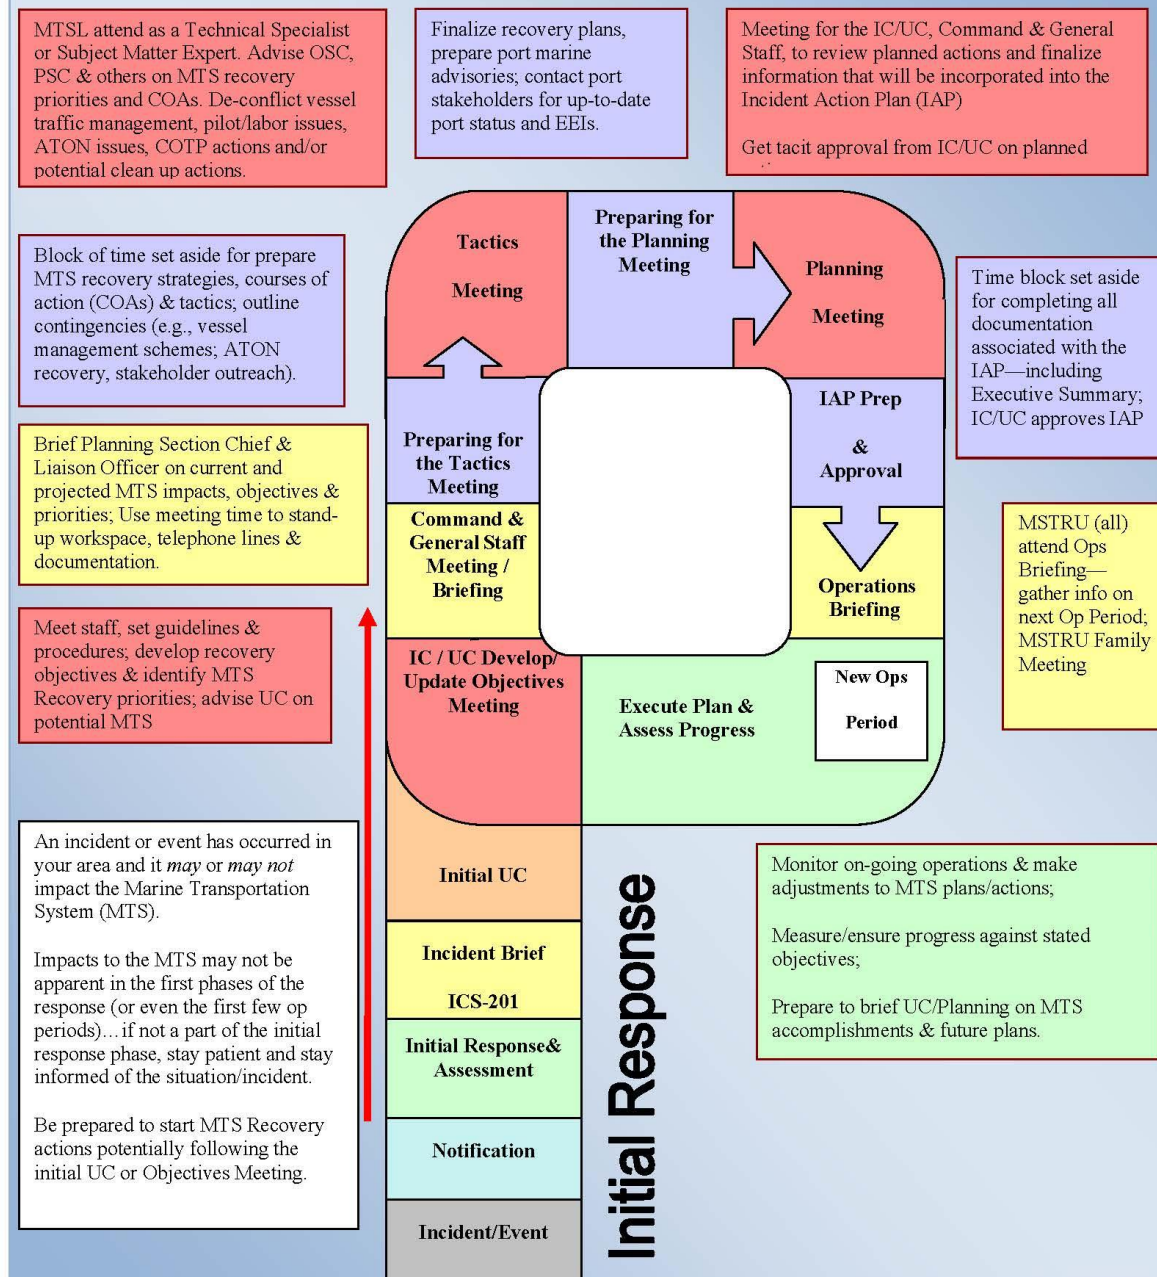 MTSL attend as a Technical Specialist
or Subject Matter Expert. Advise OSC,
PSC & others on MTS recovery
priorities and COAs. De-conflict vessel
traffic management, pilot/labor issues,
ATON issues, COTP actions and/or
potential clean up actions.
Finalize recovery plans,
prepare port marine
advisories; contact port
stakeholders for up-to-date
port status and EEIs.
Meeting for the IC/UC, Command & General
Staff, to review planned actions and finalize
information that will be incorporated into the
Incident Action Plan (IAP)
Get tacit approval from IC/UC on planned
Block of time set aside for prepare
MTS recovery strategies, courses of
action (COAs) & tactics; outline
contingencies (e.g., vessel
management schemes; ATON
recovery, stakeholder outreach).
Tactics
Meeting
Preparing for
the Planning
Meeting
Planning
Meeting
Time block set aside
for completing all
documentation
associated with the
IAP—including
Executive Summary;
IC/UC approves IAP
Brief Planning Section Chief &
Liaison Officer on current and
projected MTS impacts, objectives &
priorities; Use meeting time to stand-
up workspace, telephone lines &
documentation.
Preparing for
the Tactics
Meeting
IAP Prep
&
Approval
Command &
General Staff
Meeting /
Briefing
Operations
Briefing
MSTRU (all)
attend Ops
Briefing—
gather info on
next Op Period;
MSTRU Family
Meeting
Meet staff, set guidelines &
procedures; develop recovery
objectives & identify MTS
Recovery priorities; advise UC on
potential MTS
IC / UC Develop/
Update Objectives
Meeting
Execute Plan &
Assess Progress
New Ops
Period
An incident or event has occurred in
your area and it may or may not
impact the Marine Transportation
System (MTS).
Impacts to the MTS may not be
apparent in the first phases of the
response (or even the first few op
periods)…if not a part of the initial
response phase, stay patient and stay
informed of the situation/incident.
Be prepared to start MTS Recovery
actions potentially following the
initial UC or Objectives Meeting.
Initial UC
Incident Brief
ICS-201
Initial Response&
Assessment
Notification
Incident/Event
Initial Response
Monitor on-going operations & make
adjustments to MTS plans/actions;
Measure/ensure progress against stated
objectives;
Prepare to brief UC/Planning on MTS
accomplishments & future plans.